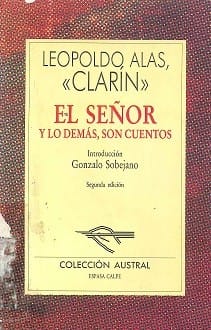 LEOPOLDO ALAS,
«CLARÍN»
EL SEÑOR
Y LO DEMÁS, SON CUENTOS
Introducción
Gonzalo Sobejano
Segunda edición
COLECCIÓN AUSTRAL
ESPASA CALPE